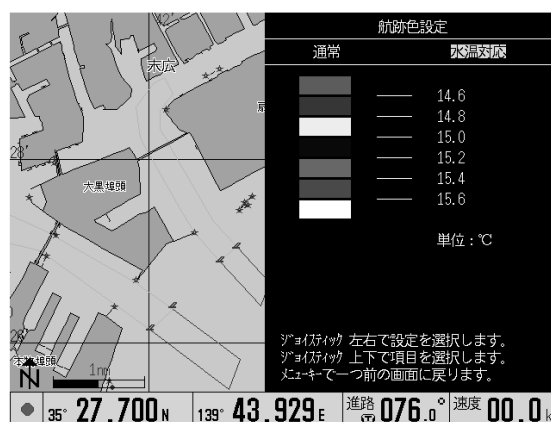 航跡色設定
通常 水温対応
14.6
14.8
15.0
15.2
15.4
15.6
単位：℃
ｼﾞｮｲｽﾃｨｯｸ 左右で設定を選択します。
ｼﾞｮｲｽﾃｨｯｸ 上下で項目を選択します。
ﾒﾆｭｰｷｰで一つ前の画面に戻ります。
42'
末広
28'
大黒埠頭
N
1nm
35° 27.700 N 139° 43.929 E 進路 076.0° 速度 00.0